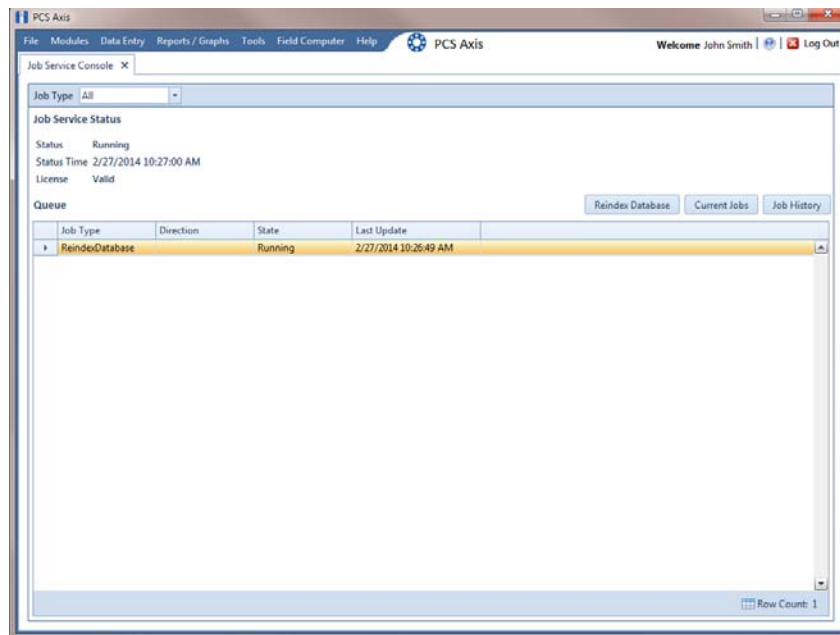 PCS Axis
File Modules Data Entry Reports / Graphs Tools Field Computer Help PCS Axis Welcome John Smith | ? | Log Out
Job Service Console X
Job Type All
Job Service Status
Status Running
Status Time 2/27/2014 10:27:00 AM
License Valid
Queue Reindex Database Current Jobs Job History
Job Type Direction State Last Update
ReindexDatabase Running 2/27/2014 10:26:49 AM
Row Count: 1